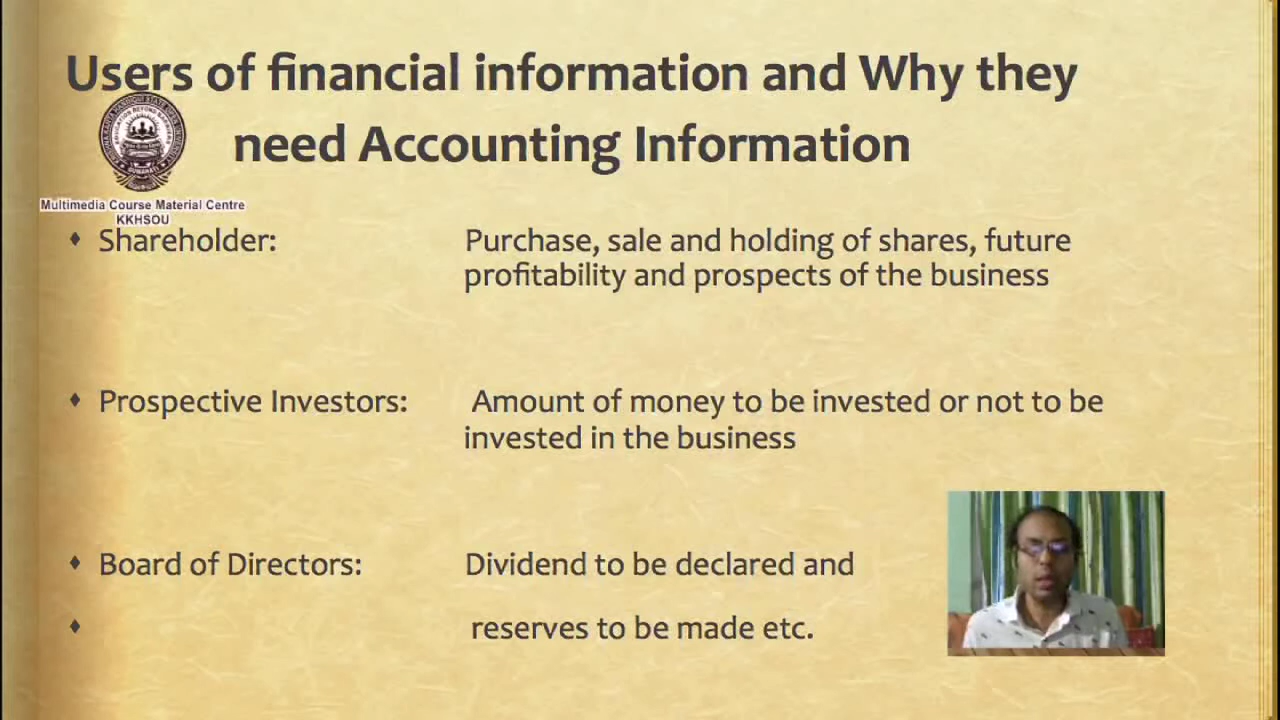 Users of financial information and Why they
need Accounting Information
Multimedia Course Material Centre
KKHSOU
Shareholder: Purchase, sale and holding of shares, future
profitability and prospects of the business
Prospective Investors: Amount of money to be invested or not to be
invested in the business
Board of Directors: Dividend to be declared and
reserves to be made etc.